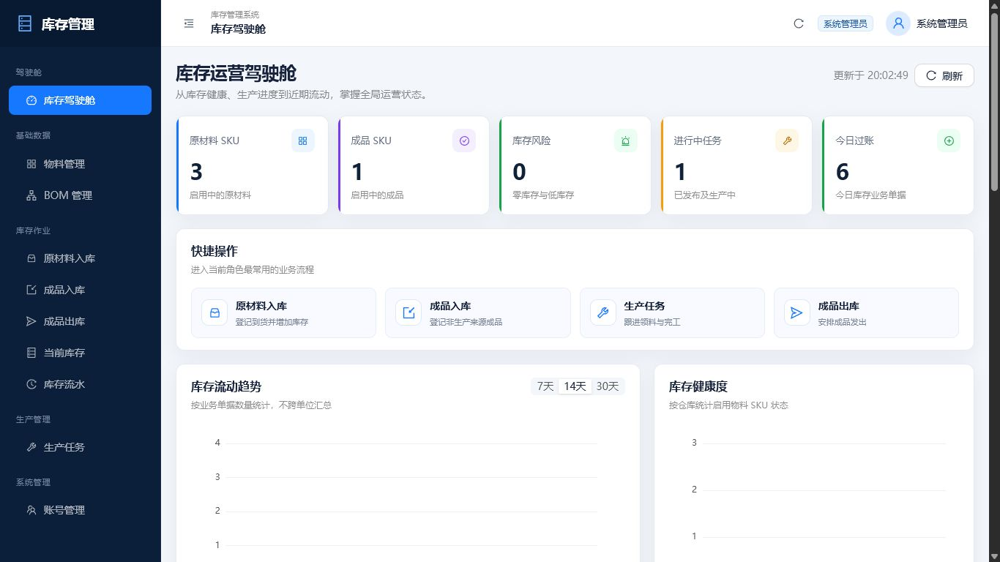 库存管理
驾驶舱
库存驾驶舱
基础数据
物料管理
BOM 管理
库存作业
原材料入库
成品入库
成品出库
当前库存
库存流水
生产管理
生产任务
系统管理
账号管理
库存管理系统
库存驾驶舱
系统管理员
系统管理员
库存运营驾驶舱
从库存健康、生产进度到近期流动，掌握全局运营状态。
更新于 20:02:49
刷新
原材料 SKU
3
启用中的原材料
成品 SKU
1
启用中的成品
库存风险
0
零库存与低库存
进行中任务
1
已发布及生产中
今日过账
6
今日库存业务单据
快捷操作
进入当前角色最常用的业务流程
原材料入库
登记到货并增加库存
成品入库
登记非生产来源成品
生产任务
跟进领料与完工
成品出库
安排成品发出
库存流动趋势
按业务单据数量统计，不跨单位汇总
7天 14天 30天
4
3
2
1
库存健康度
按仓库统计启用物料 SKU 状态
3
2
1